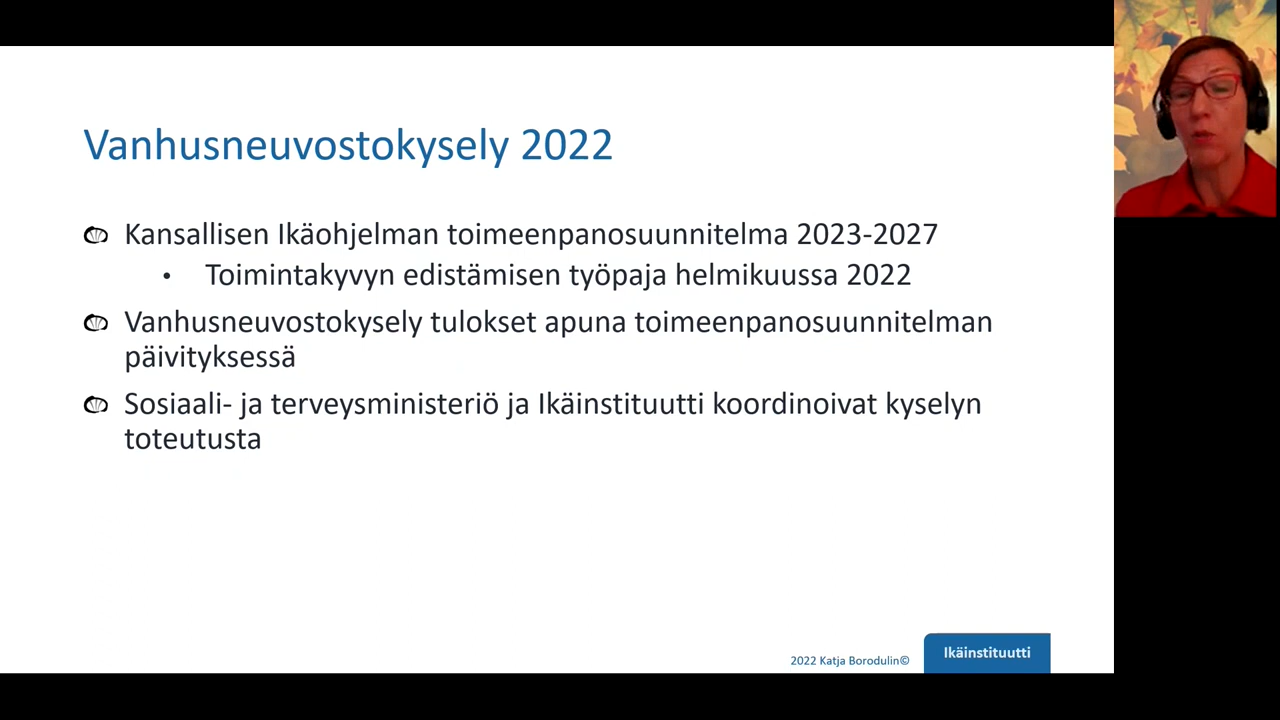 Vanhusneuvostokysely 2022
Kansallisen Ikäohjelman toimeenpanosuunnitelma 2023-2027
• Toimintakyvyn edistämisen työpaja helmikuussa 2022
Vanhusneuvostokysely tulokset apuna toimeenpanosuunnitelman
päivityksessä
Sosiaali- ja terveysministeriö ja Ikäinstituutti koordinoivat kyselyn
toteutusta
2022 Katja Borodulin©
Ikäinstituutti